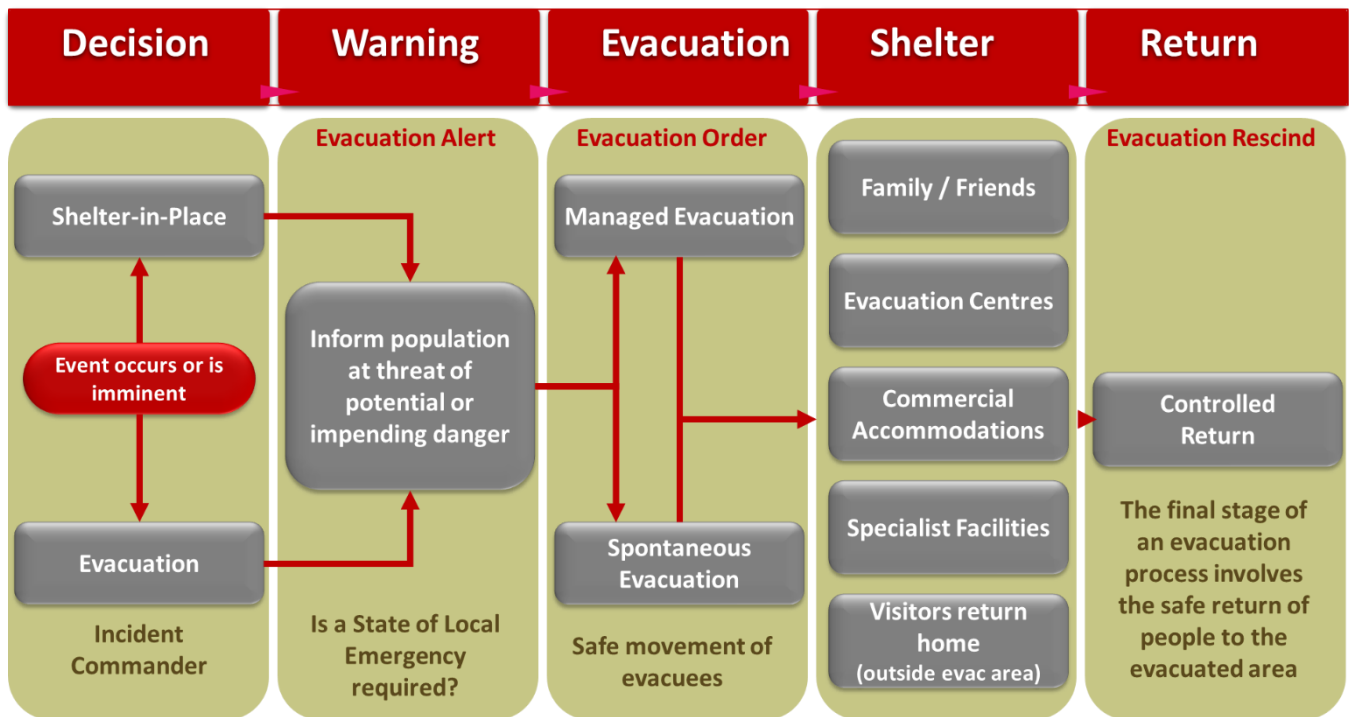 Decision
Warning
Evacuation
Shelter
Return
Shelter-in-Place
Event occurs or is
imminent
Evacuation
Incident
Commander
Evacuation Alert
Inform population
at threat of
potential or
impending danger
Is a State of Local
Emergency
required?
Evacuation Order
Managed Evacuation
Spontaneous
Evacuation
Safe movement of
evacuees
Family / Friends
Evacuation Centres
Commercial
Accommodations
Specialist Facilities
Visitors return
home
(outside evac area)
Evacuation Rescind
Controlled
Return
The final stage of
an evacuation
process involves
the safe return of
people to the
evacuated area